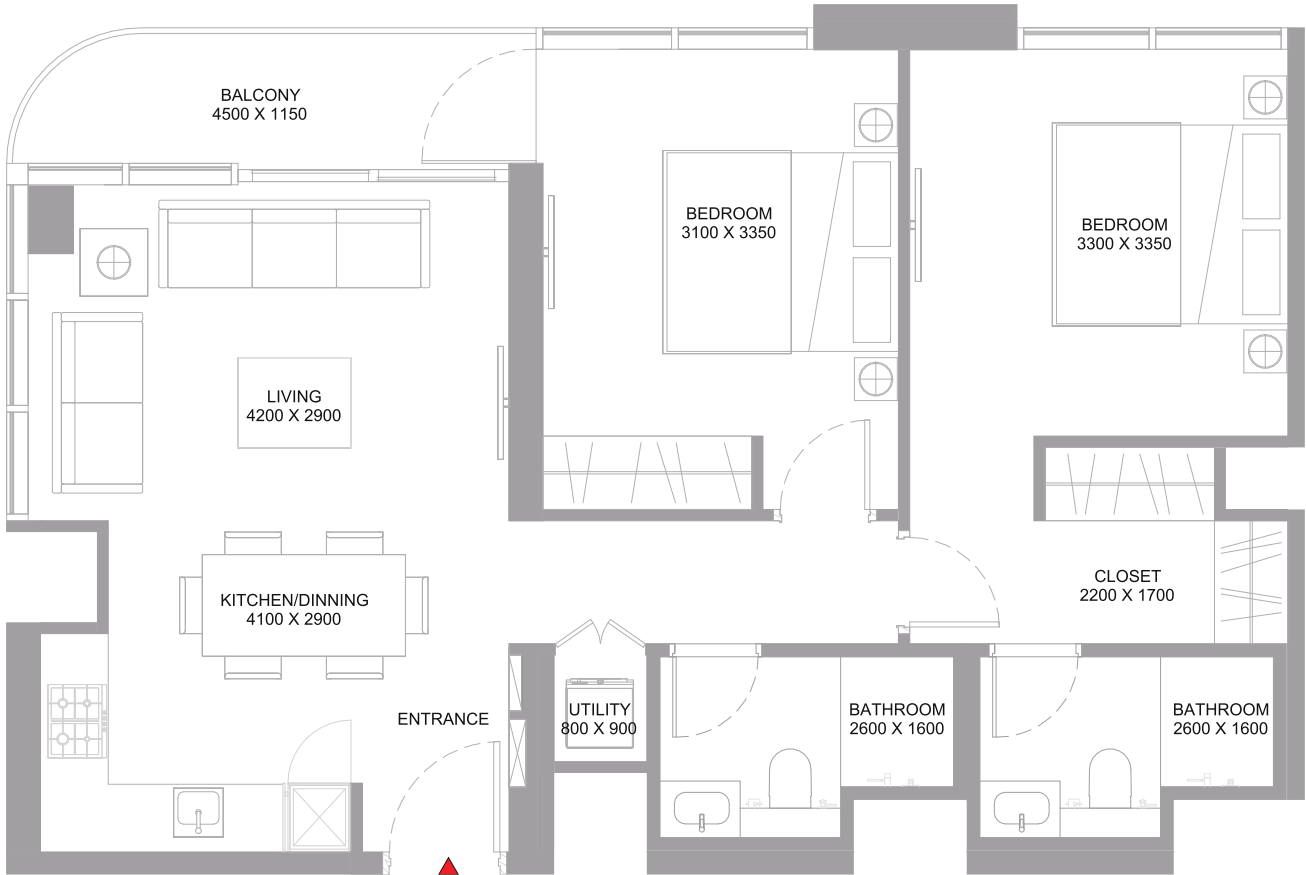 BALCONY
4500 X 1150
BEDROOM
3100 X 3350
BEDROOM
3300 X 3350
LIVING
4200 X 2900
KITCHEN/DINNING
4100 X 2900
CLOSET
2200 X 1700
ENTRANCE
UTILITY
800 X 900
BATHROOM
2600 X 1600
BATHROOM
2600 X 1600